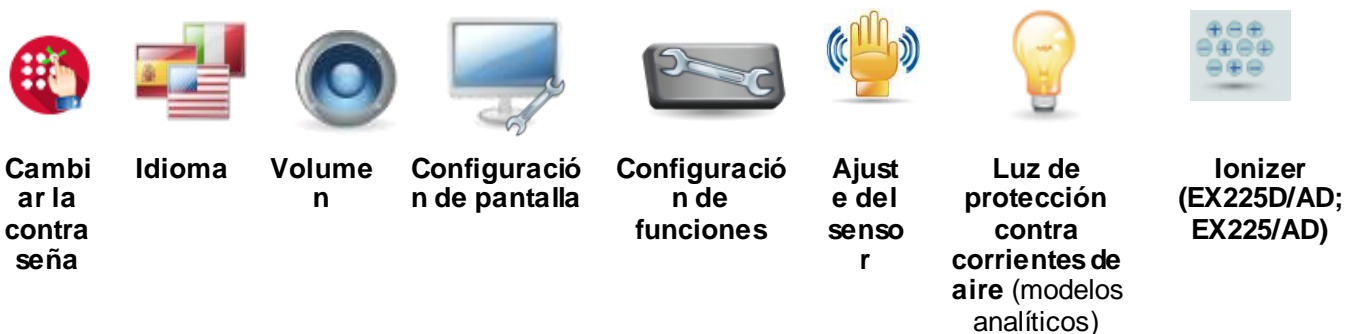 Cambi
ar la
contra
seña
Idioma
Volume
n
Configuració
n de pantalla
Configuració
n de
funciones
Ajust
e del
senso
r
Luz de
protección
contra
corrientes de
aire (modelos
analíticos)
Ionizer
(EX225D/AD;
EX225/AD)